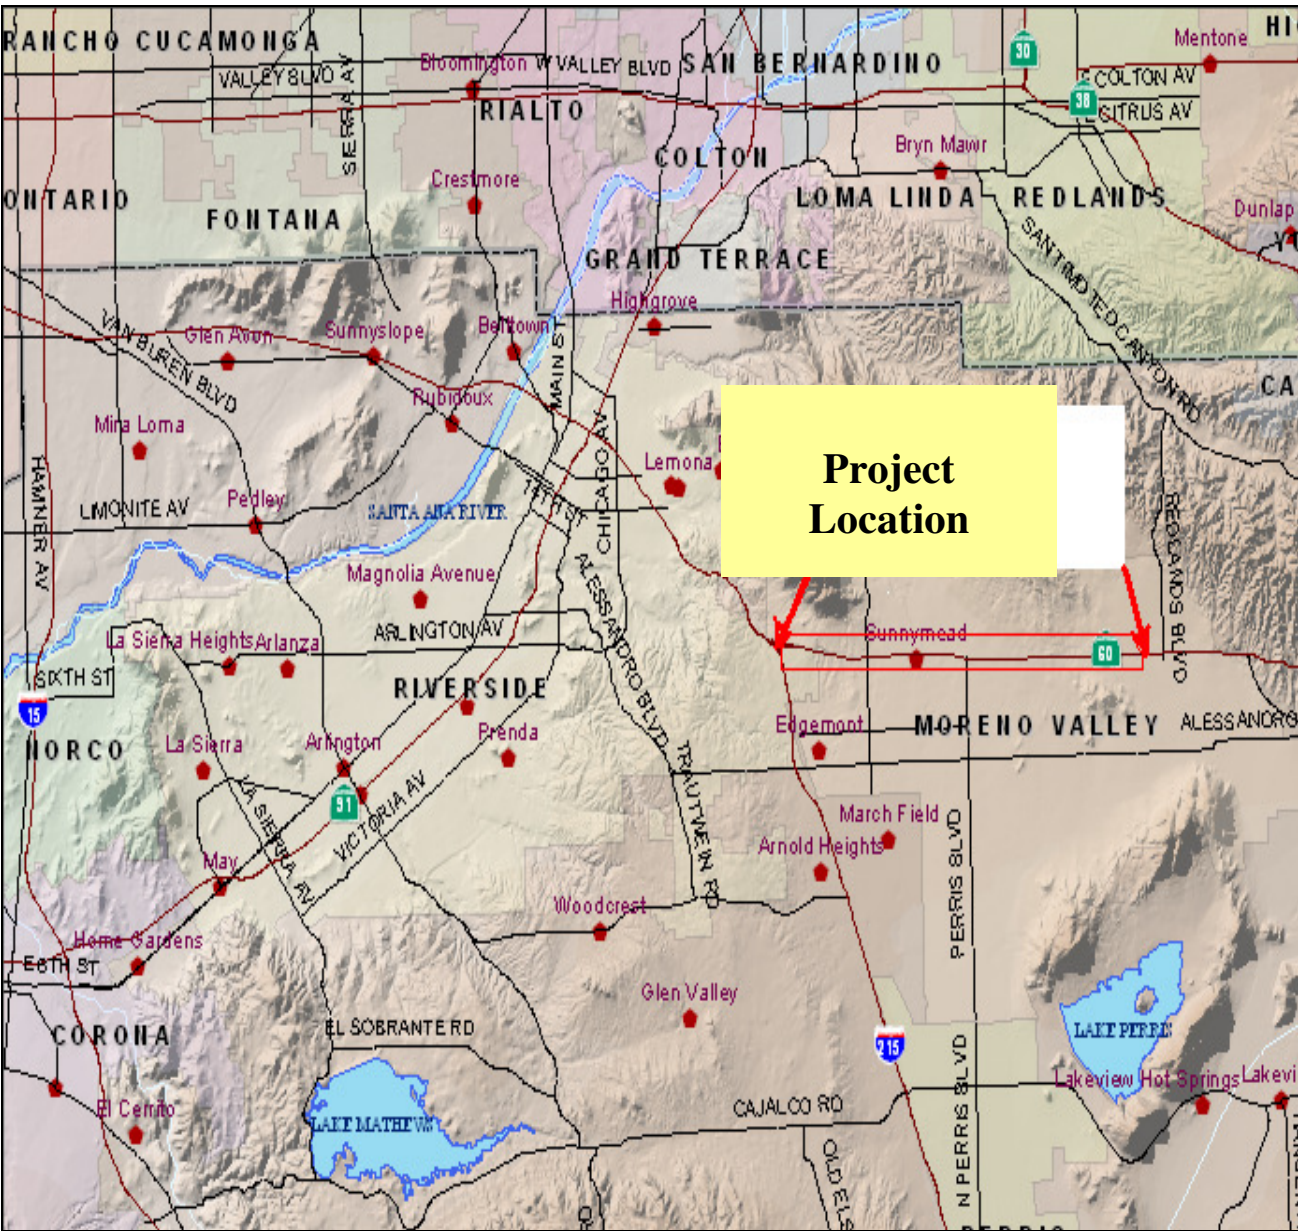 RANCHO CUCAMONGA
VALLEY BLVD
SIERRA AV
Bloomington
W VALLEY BLVD
SAN BERNARDINO
30
Mentone
E COLTON AV
38
CITRUS AV
RIALTO
COLTON
Bryn Mawr
Crestmore
ONTARIO
FONTANA
LOMA LINDA
REDLANDS
Dunlap
GRAND TERRACE
SAN TIMOTEO CANYON RD
Highgrove
VAN BUREN BLVD
Glen Avon
Sunnyslope
Belltown
MAIN ST
Rubidoux
Mira Loma
HAMNER AV
LIMONITE AV
Pedley
SANTA ANA RIVER
CHICAGO AV
Lemona
Project
Location
REDLANDS BLVD
Magnolia Avenue
ALESSANDRO BLVD
La Sierra Heights
Arlanza
ARLINGTON AV
Sunnymead
60
SIXTH ST
15
RIVERSIDE
NORCO
La Sierra
Arlington
Prenda
Edgemont
MORENO VALLEY
ALESSANDRO
TRAUTWEIN RD
91
LA SIERRA AV
VICTORIA AV
March Field
Arnold Heights
PERRIS BLVD
May
Woodcrest
Home Gardens
E 6TH ST
Glen Valley
CORONA
EL SOBRANTE RD
215
LAKE PERRIS
N PERRIS BLVD
Lakeview Hot Springs
Lakevi
El Cerrito
LAKE MATHEWS
CAJALCO RD
OLD ELS
PERRIS